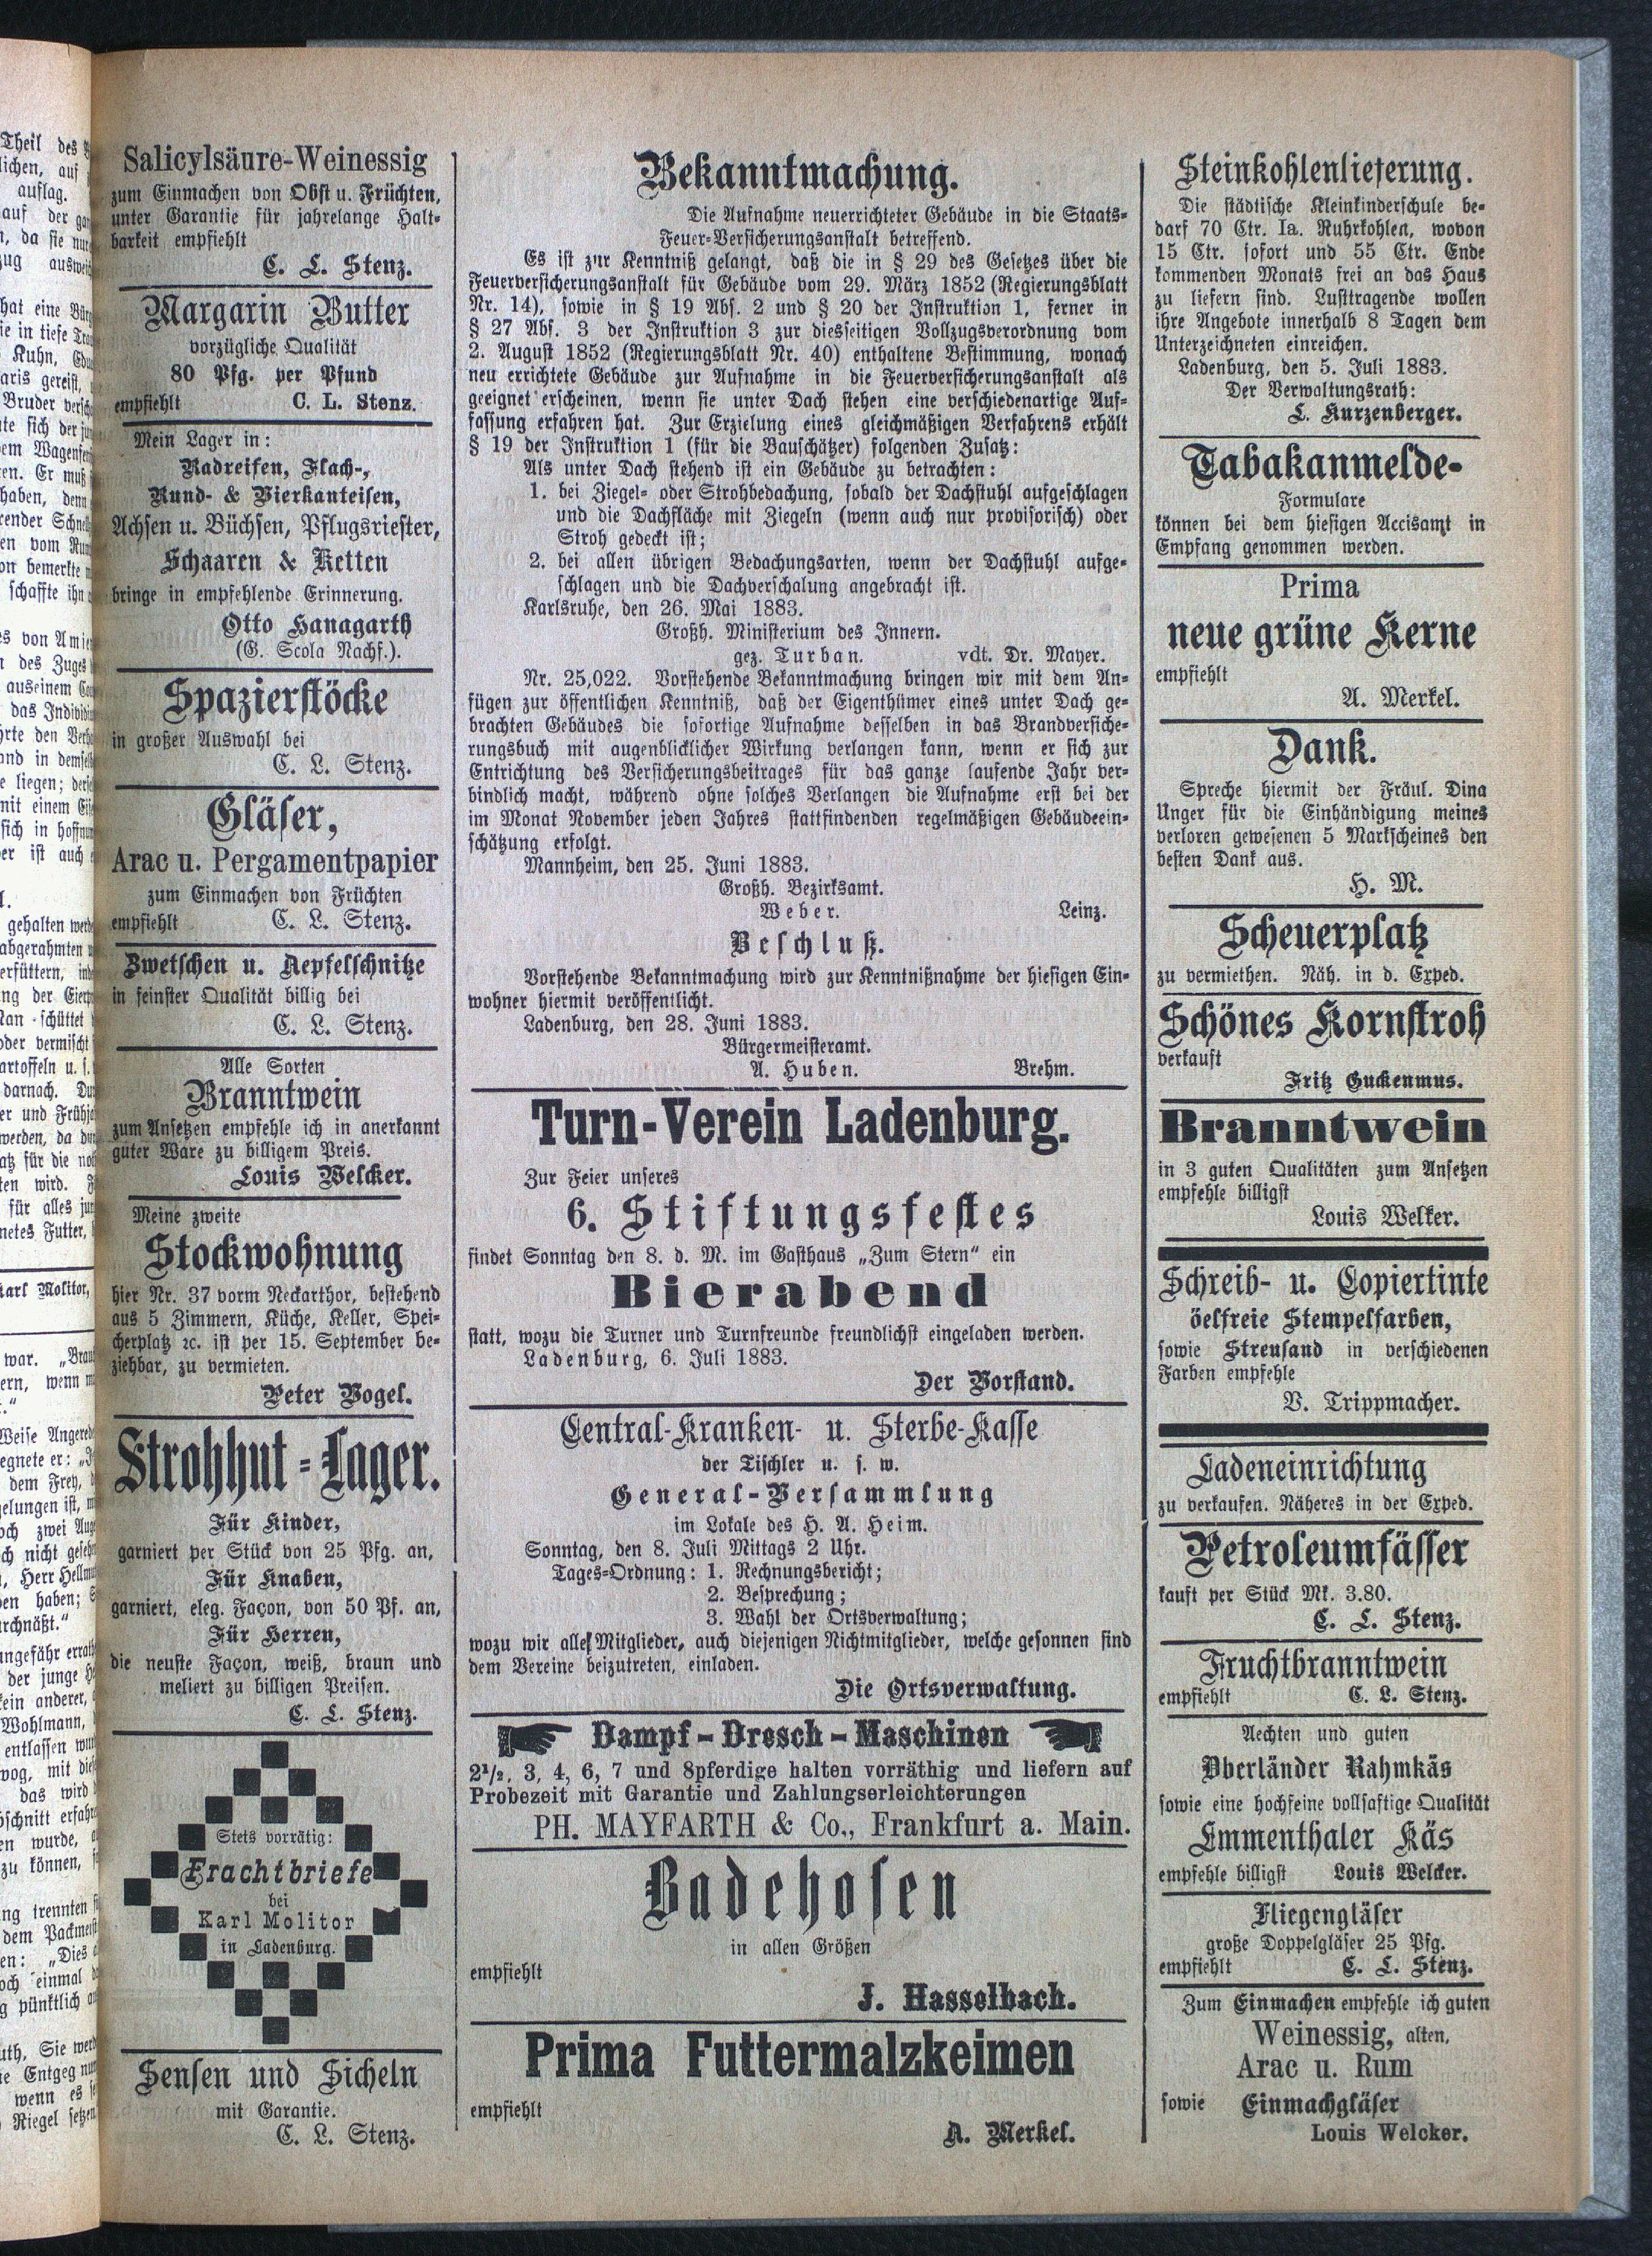 Salicylsäure-Weinessig
zum Einmachen von Obst u. Früchten,
unter Garantie für jahrelange Halt-
barkeit empfiehlt
C. L. Stenz.
Margarin Butter
vorzügliche Qualität
80 Pfg. per Pfund
empfiehlt C. L. Stenz.
Mein Lager in:
Radreifen, Flach-,
Rund- & Vierkanteisen,
Achsen u. Büchsen, Pflugsriester,
Schaaren & Ketten
bringe in empfehlende Erinnerung.
Otto Hanagarth
(G. Scola Nachf.).
Spazierstöcke
in großer Auswahl bei
C. L. Stenz.
Gläser,
Arac u. Pergamentpapier
zum Einmachen von Früchten
empfiehlt C. L. Stenz.
Zwetschen u. Aepfelschnitze
in feinster Qualität billig bei
C. L. Stenz.
Alle Sorten
Branntwein
zum Ansetzen empfehle ich in anerkannt
guter Ware zu billigem Preis.
Louis Welcker.
Meine zweite
Stockwohnung
hier Nr. 37 vorm Neckarthor, bestehend
aus 5 Zimmern, Küche, Keller, Spei-
cherplatz ꝛc. ist per 15. September be-
ziehbar, zu vermieten.
Peter Vogel.
Strohhut-Lager.
Für Kinder,
garniert per Stück von 25 Pfg. an,
Für Knaben,
garniert, eleg. Façon, von 50 Pf. an,
Für Herren,
die neuste Façon, weiß, braun und
meliert zu billigen Preisen.
C. L. Stenz.
Stets vorrätig:
Frachtbriefe
bei
Karl Molitor
in Ladenburg.
Sensen und Sicheln
mit Garantie.
C. L. Stenz.
Bekanntmachung.
Die Aufnahme neuerrichteter Gebäude in die Staats-
Feuer-Versicherungsanstalt betreffend.
Es ist zur Kenntniß gelangt, daß die in § 29 des Gesetzes über die
Feuerversicherungsanstalt für Gebäude vom 29. März 1852 (Regierungsblatt
Nr. 14), sowie in § 19 Abs. 2 und § 20 der Instruktion 1, ferner in
§ 27 Abs. 3 der Instruktion 3 zur diesseitigen Vollzugsverordnung vom
2. August 1852 (Regierungsblatt Nr. 40) enthaltene Bestimmung, wonach
neu errichtete Gebäude zur Aufnahme in die Feuerversicherungsanstalt als
geeignet erscheinen, wenn sie unter Dach stehen eine verschiedenartige Auf-
fassung erfahren hat. Zur Erzielung eines gleichmäßigen Verfahrens erhält
§ 19 der Instruktion 1 (für die Bauschätzer) folgenden Zusatz:
Als unter Dach stehend ist ein Gebäude zu betrachten:
1. bei Ziegel- oder Strohbedachung, sobald der Dachstuhl aufgeschlagen
und die Dachfläche mit Ziegeln (wenn auch nur provisorisch) oder
Stroh gedeckt ist;
2. bei allen übrigen Bedachungsarten, wenn der Dachstuhl aufge-
schlagen und die Dachverschalung angebracht ist.
Karlsruhe, den 26. Mai 1883.
Großh. Ministerium des Innern.
gez. Turban. vdt. Dr. Mayer.
Nr. 25,022. Vorstehende Bekanntmachung bringen wir mit dem An-
fügen zur öffentlichen Kenntniß, daß der Eigenthümer eines unter Dach ge-
brachten Gebäudes die sofortige Aufnahme desselben in das Brandversiche-
rungsbuch mit augenblicklicher Wirkung verlangen kann, wenn er sich zur
Entrichtung des Versicherungsbeitrages für das ganze laufende Jahr ver-
bindlich macht, während ohne solches Verlangen die Aufnahme erst bei der
im Monat November jeden Jahres stattfindenden regelmäßigen Gebäudeein-
schätzung erfolgt.
Mannheim, den 25. Juni 1883.
Großh. Bezirksamt.
Weber. Leinz.
Beschluß.
Vorstehende Bekanntmachung wird zur Kenntnißnahme der hiesigen Ein-
wohner hiermit veröffentlicht.
Ladenburg, den 28. Juni 1883.
Bürgermeisteramt.
A. Huben. Brehm.
Turn-Verein Ladenburg.
Zur Feier unseres
6. Stiftungsfestes
findet Sonntag den 8. d. M. im Gasthaus „Zum Stern“ ein
Bierabend
statt, wozu die Turner und Turnfreunde freundlichst eingeladen werden.
Ladenburg, 6. Juli 1883.
Der Vorstand.
Central-Kranken- u. Sterbe-Kasse
der Tischler u. s. w.
General-Versammlung
im Lokale des H. A. Heim.
Sonntag, den 8. Juli Mittags 2 Uhr.
Tages-Ordnung: 1. Rechnungsbericht;
2. Besprechung;
3. Wahl der Ortsverwaltung;
wozu wir alle Mitglieder, auch diejenigen Nichtmitglieder, welche gesonnen sind
dem Vereine beizutreten, einladen.
Die Ortsverwaltung.
Dampf-Dresch-Maschinen
2½, 3, 4, 6, 7 und 8pferdige halten vorräthig und liefern auf
Probezeit mit Garantie und Zahlungserleichterungen
PH. MAYFARTH & Co., Frankfurt a. Main.
Badehosen
in allen Größen
empfiehlt
J. Hasselbach.
Prima Futtermalzkeimen
empfiehlt
A. Merkel.
Steinkohlenlieferung.
Die städtische Kleinkinderschule be-
darf 70 Ctr. Ia. Ruhrkohlen, wovon
15 Ctr. sofort und 55 Ctr. Ende
kommenden Monats frei an das Haus
zu liefern sind. Lusttragende wollen
ihre Angebote innerhalb 8 Tagen dem
Unterzeichneten einreichen.
Ladenburg, den 5. Juli 1883.
Der Verwaltungsrath:
L. Kurzenberger.
Tabakanmelde-
Formulare
können bei dem hiesigen Accisamt in
Empfang genommen werden.
Prima
neue grüne Kerne
empfiehlt
A. Merkel.
Dank.
Spreche hiermit der Fräul. Dina
Unger für die Einhändigung meines
verloren gewesenen 5 Markscheines den
besten Dank aus.
H. M.
Scheuerplatz
zu vermiethen. Näh. in d. Exped.
Schönes Kornstroh
verkauft
Fritz Guckenmus.
Branntwein
in 3 guten Qualitäten zum Ansetzen
empfehle billigst
Louis Welker.
Schreib- u. Copiertinte
öelfreie Stempelfarben,
sowie Streusand in verschiedenen
Farben empfehle
V. Trippmacher.
Ladeneinrichtung
zu verkaufen. Näheres in der Exped.
Petroleumfässer
kauft per Stück Mk. 3.80.
C. L. Stenz.
Fruchtbranntwein
empfiehlt C. L. Stenz.
Aechten und guten
Oberländer Rahmkäs
sowie eine hochfeine vollsaftige Qualität
Emmenthaler Käs
empfehle billigst Louis Welcker.
Fliegengläser
große Doppelgläser 25 Pfg.
empfiehlt C. L. Stenz.
Zum Einmachen empfehle ich guten
Weinessig, alten,
Arac u. Rum
sowie Einmachgläser
Louis Welcker.